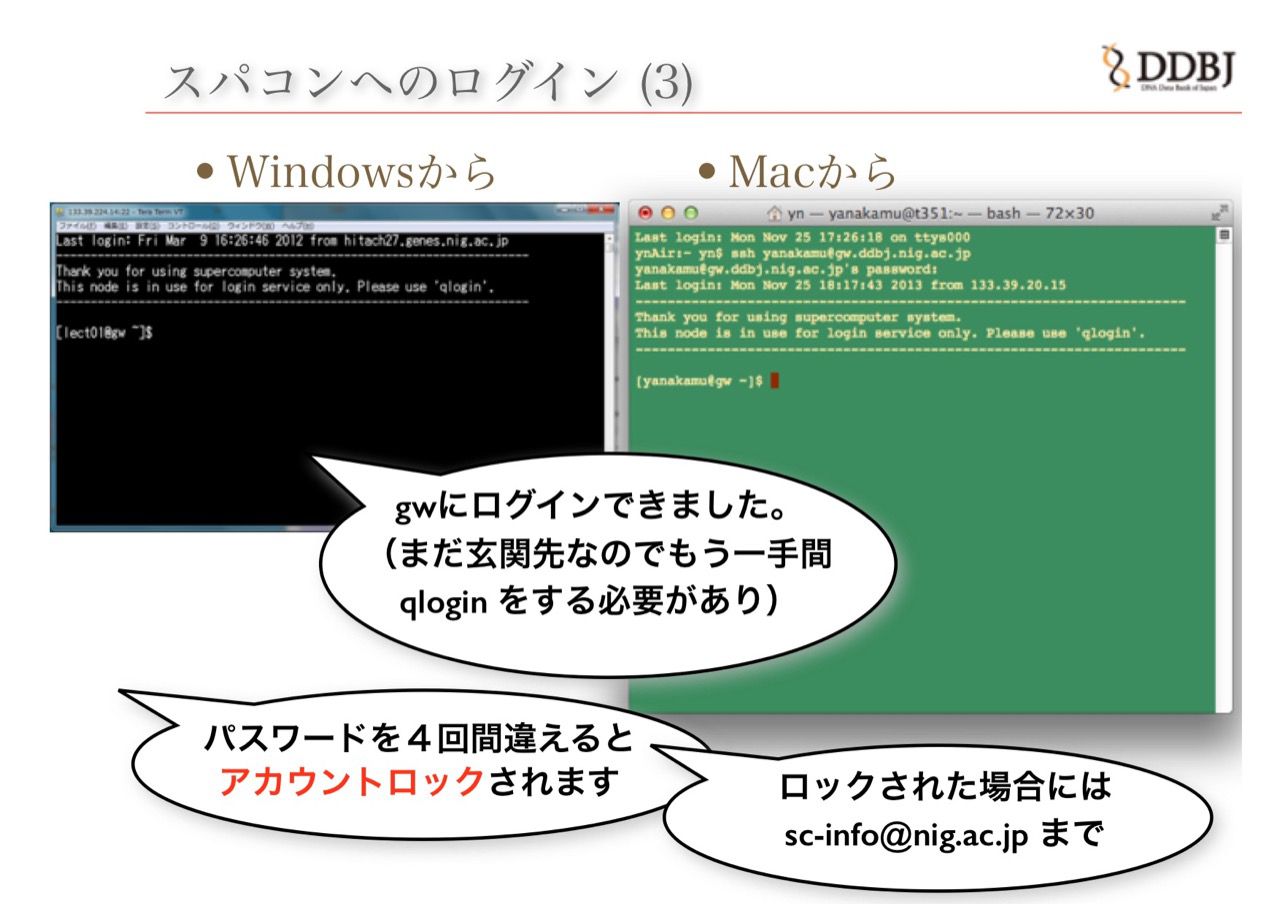 スパコンへのログイン (3)
DDBJ
DNA Data Bank of Japan
• Windowsから
• Macから
133.39.224.14:22 - Tera Term VT
ファイル(F) 編集(E) 設定(S) コントロール(O) ウィンドウ(W) ヘルプ(H)
Last login: Fri Mar  9 16:26:46 2012 from hitach27.genes.nig.ac.jp
----------------------------------------------------------------------
Thank you for using supercomputer system.
This node is in use for login service only. Please use 'qlogin'.
----------------------------------------------------------------------
[lect01@gw ~]$
yn — yanakamu@t351:~ — bash — 72×30
Last login: Mon Nov 25 17:26:18 on ttys000
ynAir:~ yn$ ssh yanakamu@gw.ddbj.nig.ac.jp
yanakamu@gw.ddbj.nig.ac.jp's password:
Last login: Mon Nov 25 18:17:43 2013 from 133.39.20.15
----------------------------------------------------------------------
Thank you for using supercomputer system.
This node is in use for login service only. Please use 'qlogin'.
----------------------------------------------------------------------
[yanakamu@gw ~]$
gwにログインできました。
（まだ玄関先なのでもう一手間
qlogin をする必要があり）
パスワードを４回間違えると
アカウントロックされます
ロックされた場合には
sc-info@nig.ac.jp まで